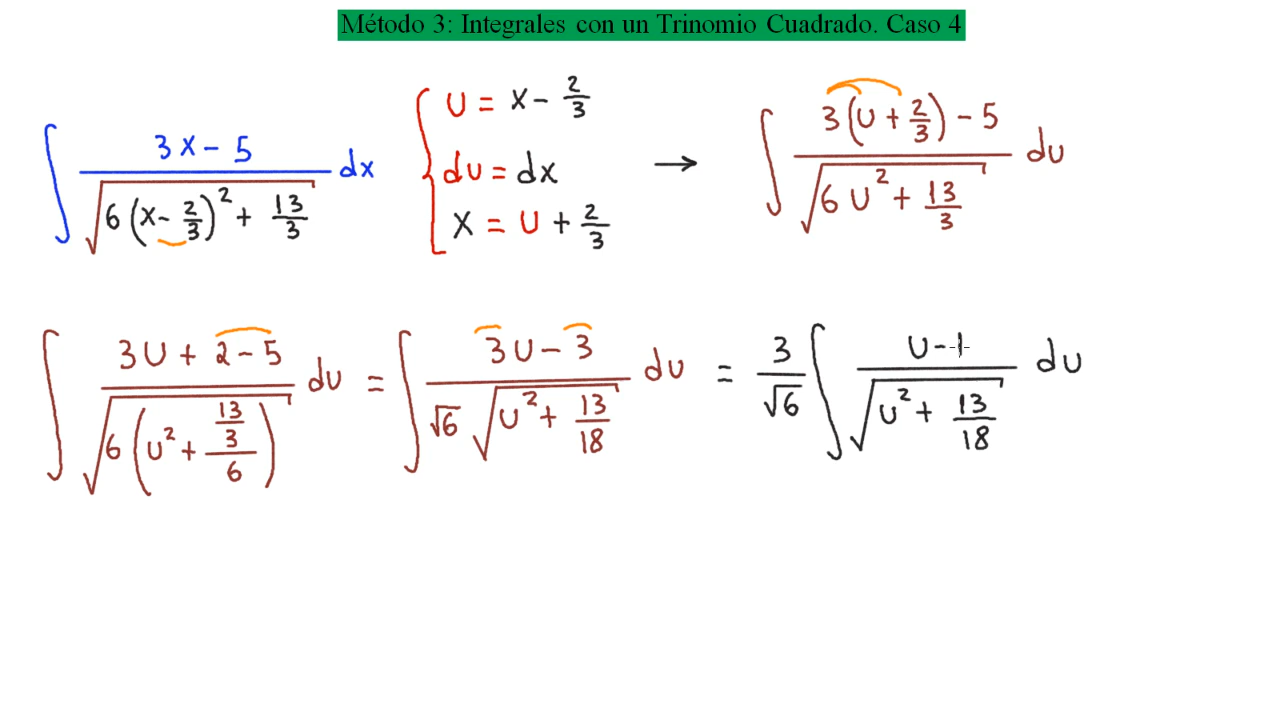 Método 3: Integrales con un Trinomio Cuadrado. Caso 4
∫ (3x - 5) / √(6(x - 2/3)² + 13/3) dx { u = x - 2/3
du = dx
x = u + 2/3 → ∫ (3(u + 2/3) - 5) / √(6u² + 13/3) du
∫ (3u + 2 - 5) / √(6(u² + (13/3)/6)) du = ∫ (3u - 3) / (√6 √(u² + 13/18)) du = 3/√6 ∫ (u - 1) / √(u² + 13/18) du